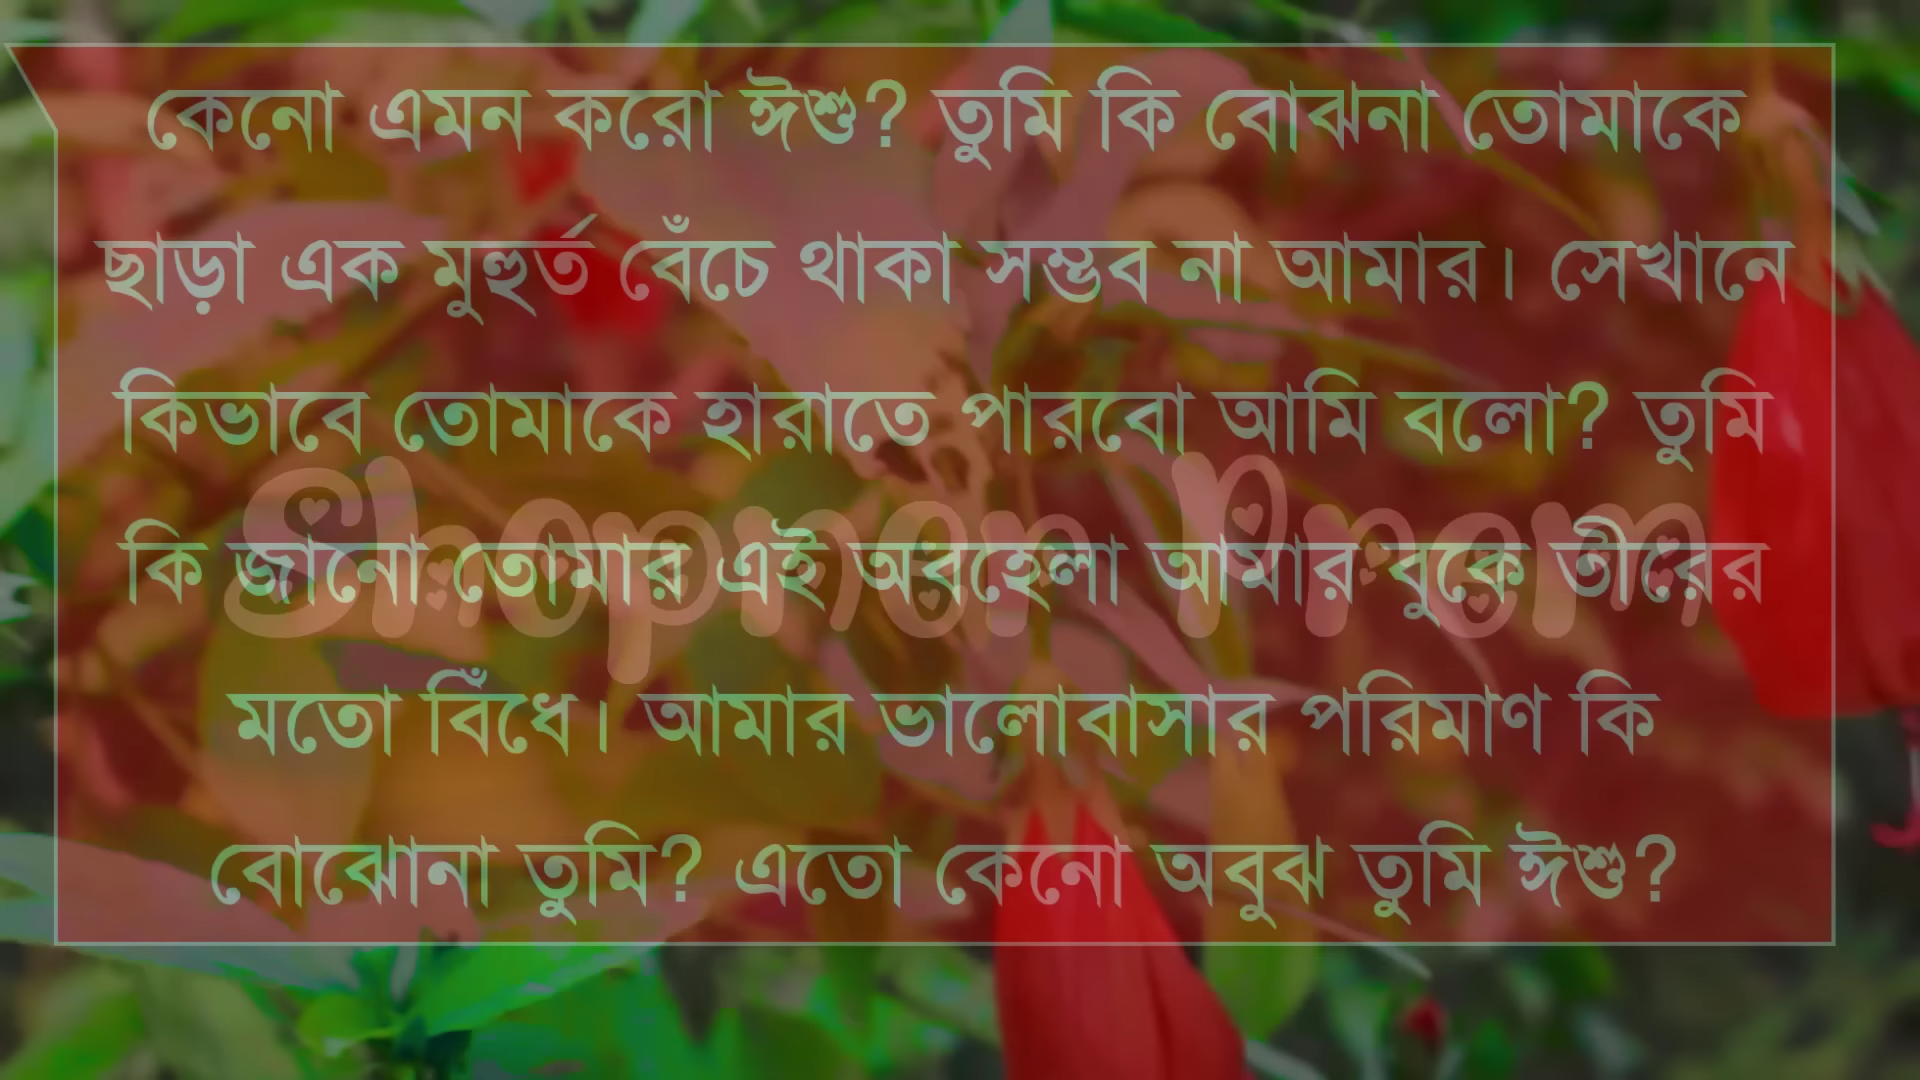 কেনো এমন করো ঈশু? তুমি কি বোঝনা তোমাকে
ছাড়া এক মুহুর্ত বেঁচে থাকা সম্ভব না আমার। সেখানে
কিভাবে তোমাকে হারাতে পারবো আমি বলো? তুমি
কি জানো তোমার এই অবহেলা আমার বুকে তীরের
মতো বিঁধে। আমার ভালোবাসার পরিমাণ কি
বোঝোনা তুমি? এতো কেনো অবুঝ তুমি ঈশু?
Shopner Prem